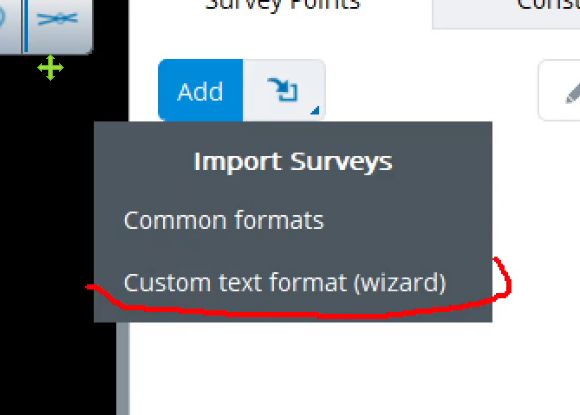 Survey Points
Add
Import Surveys
Common formats
Custom text format (wizard)